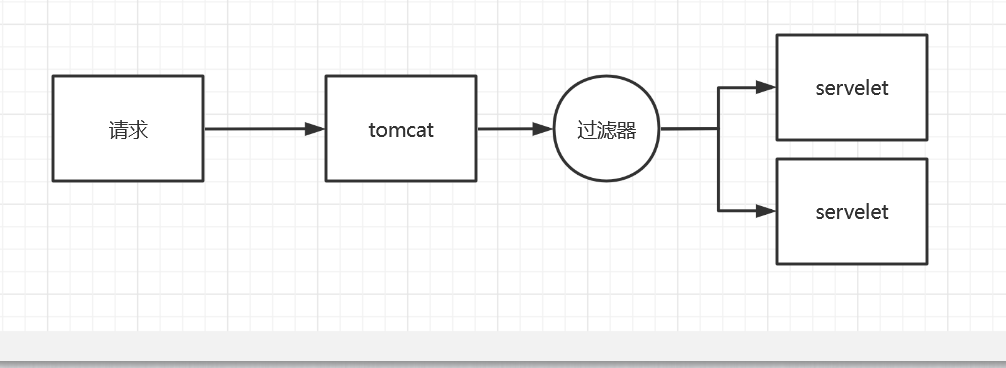 请求
tomcat
过滤器
servelet
servelet